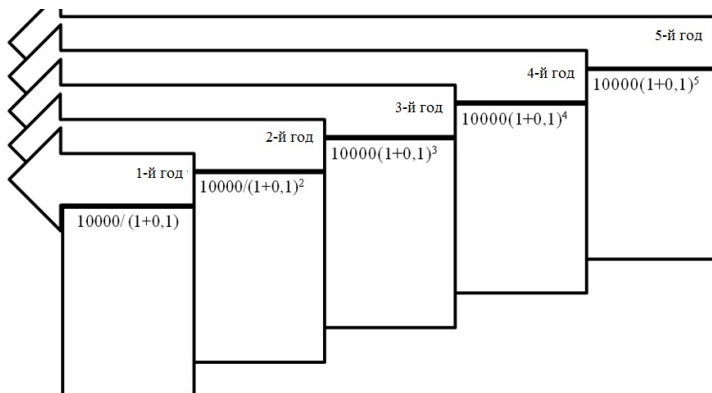 5-й год
10000(1+0,1)⁵
4-й год
10000(1+0,1)⁴
3-й год
10000(1+0,1)³
2-й год
10000/(1+0,1)²
1-й год
10000/(1+0,1)